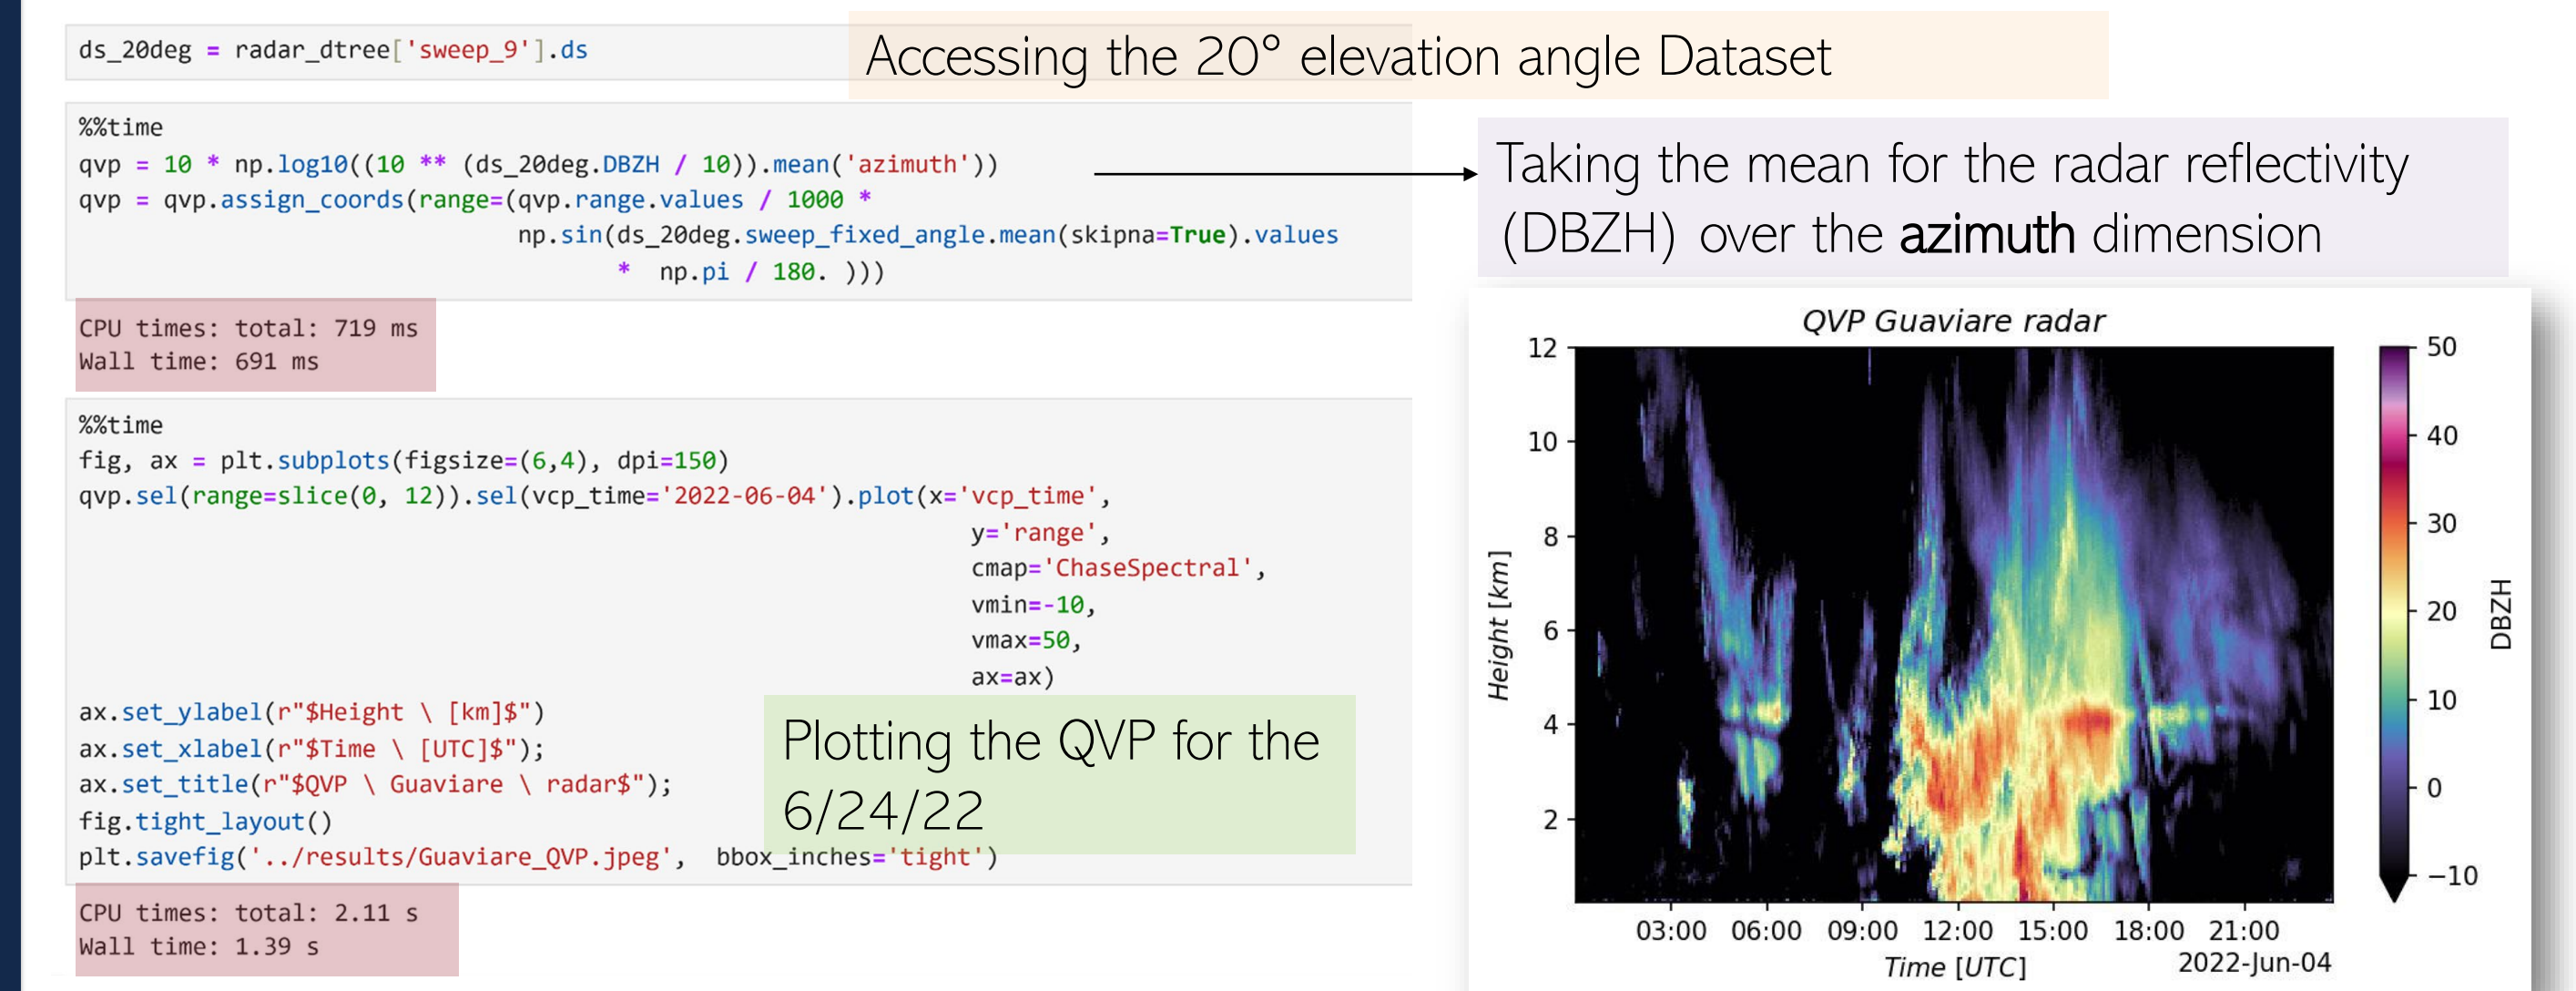 ds_20deg = radar_dtree['sweep_9'].ds
Accessing the 20° elevation angle Dataset
%%time
qvp = 10 * np.log10((10 ** (ds_20deg.DBZH / 10)).mean('azimuth'))
qvp = qvp.assign_coords(range=(qvp.range.values / 1000 *
np.sin(ds_20deg.sweep_fixed_angle.mean(skipna=True).values
* np.pi / 180. )))
Taking the mean for the radar reflectivity
(DBZH) over the azimuth dimension
CPU times: total: 719 ms
Wall time: 691 ms
%%time
fig, ax = plt.subplots(figsize=(6,4), dpi=150)
qvp.sel(range=slice(0, 12)).sel(vcp_time='2022-06-04').plot(x='vcp_time',
y='range',
cmap='ChaseSpectral',
vmin=-10,
vmax=50,
ax=ax)
ax.set_ylabel(r"$Height \ [km]$")
ax.set_xlabel(r"$Time \ [UTC]$");
ax.set_title(r"$QVP \ Guaviare \ radar$");
fig.tight_layout()
plt.savefig('../results/Guaviare_QVP.jpeg', bbox_inches='tight')
Plotting the QVP for the
6/24/22
CPU times: total: 2.11 s
Wall time: 1.39 s
QVP Guaviare radar
12
10
8
6
4
2
Height [km]
03:00 06:00 09:00 12:00 15:00 18:00 21:00
Time [UTC]
2022-Jun-04
50
40
30
20
10
0
−10
DBZH